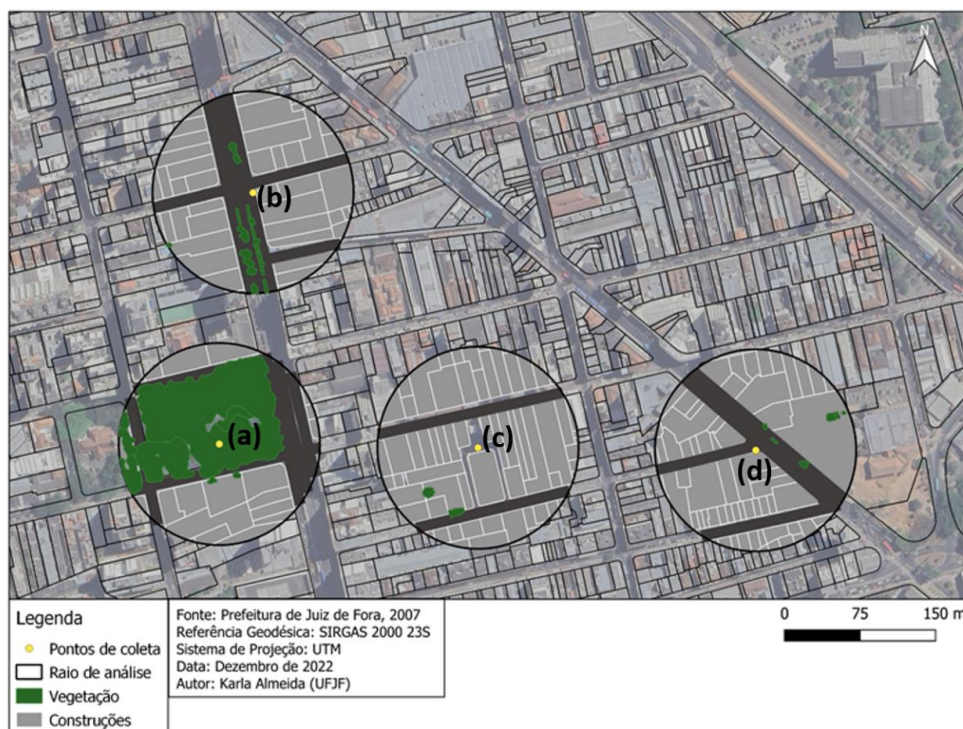 N
(b)
(a)
(c)
(d)
Legenda
Pontos de coleta
Raio de análise
Vegetação
Construções
Fonte: Prefeitura de Juiz de Fora, 2007
Referência Geodésica: SIRGAS 2000 23S
Sistema de Projeção: UTM
Data: Dezembro de 2022
Autor: Karla Almeida (UFJF)
0 75 150 m